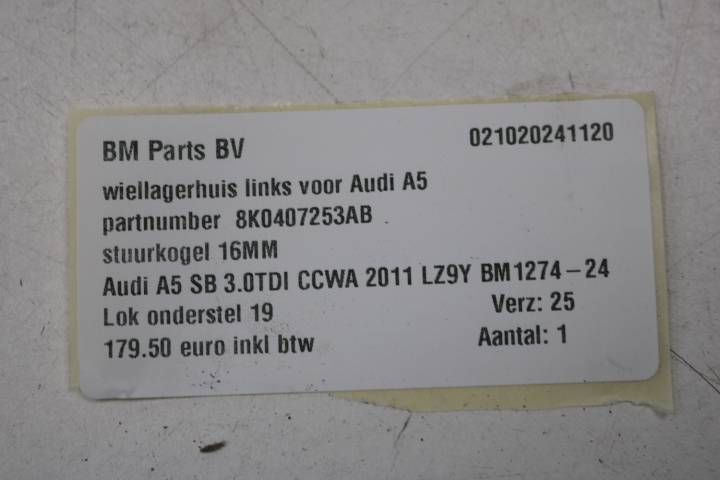 BM Parts BV 021020241120
wiellagerhuis links voor Audi A5
partnumber 8K0407253AB
stuurkogel 16MM
Audi A5 SB 3.0TDI CCWA 2011 LZ9Y BM1274-24
Lok onderstel 19 Verz: 25
179.50 euro inkl btw Aantal: 1